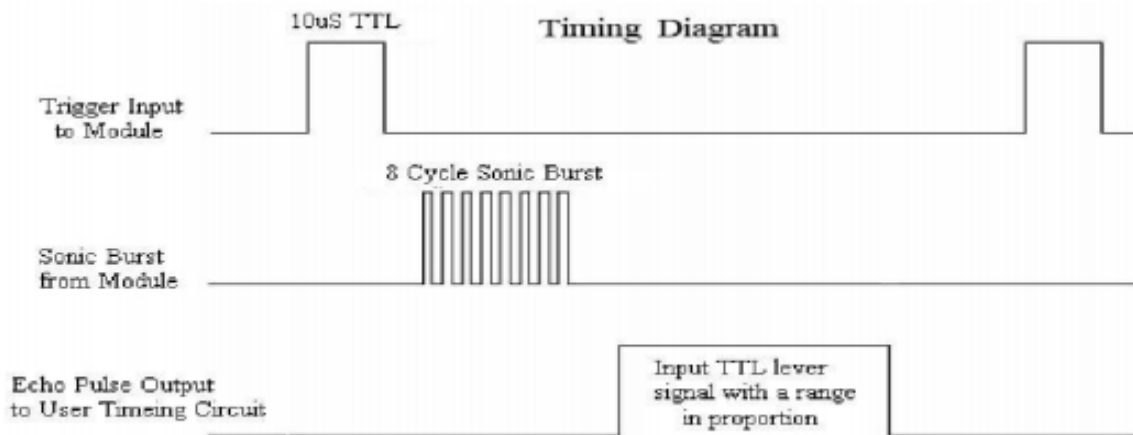 10uS TTL
Timing Diagram
Trigger Input
to Module
8 Cycle Sonic Burst
Sonic Burst
from Module
Echo Pulse Output
to User Timeing Circuit
Input TTL lever
signal with a range
in proportion